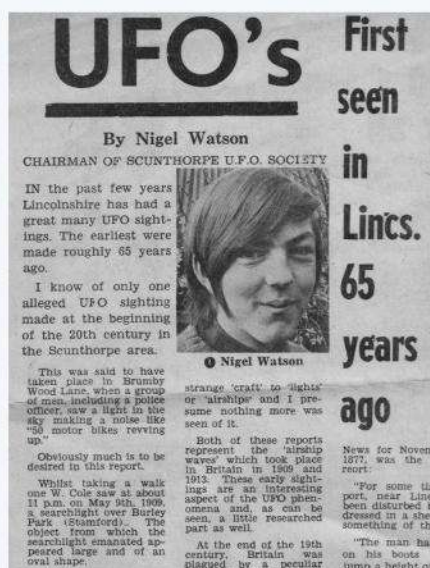 UFO's
By Nigel Watson
CHAIRMAN OF SCUNTHORPE U.F.O. SOCIETY
First
seen
in
Lincs.
65
years
ago
IN the past few years
Lincolnshire has had a
great many UFO sight-
ings. The earliest were
made roughly 65 years
ago.
I know of only one
alleged UFO sighting
made at the beginning
of the 20th century in
the Scunthorpe area.
This was said to have
taken place in Brumby
Wood Lane, when a group
of men, including a police
officer, saw a light in the
sky making a noise like
"50 motor bikes revving
up."
Obviously much is to be
desired in this report.
Whilst taking a walk
one W. Cole saw at about
11 p.m. on May 9th, 1909,
a searchlight over Burley
Park (Stamford). The
object from which the
searchlight emanated ap-
peared large and of an
oval shape.
Nigel Watson
strange 'craft' to 'lights'
or 'airships' and I pre-
sume nothing more was
seen of it.
Both of these reports
represent the 'airship
waves' which took place
in Britain in 1909 and
1913. These early sight-
ings are an interesting
aspect of the UFO phen-
omena and, as can be
seen, a little researched
part as well.
At the end of the 19th
century, Britain was
plagued by a peculiar
News for Novem
1877, was the
reort:
"For some ti
port, near Linc
been disturbed
dressed in a she
something of th
"The man ha
on his boots
jump a height o